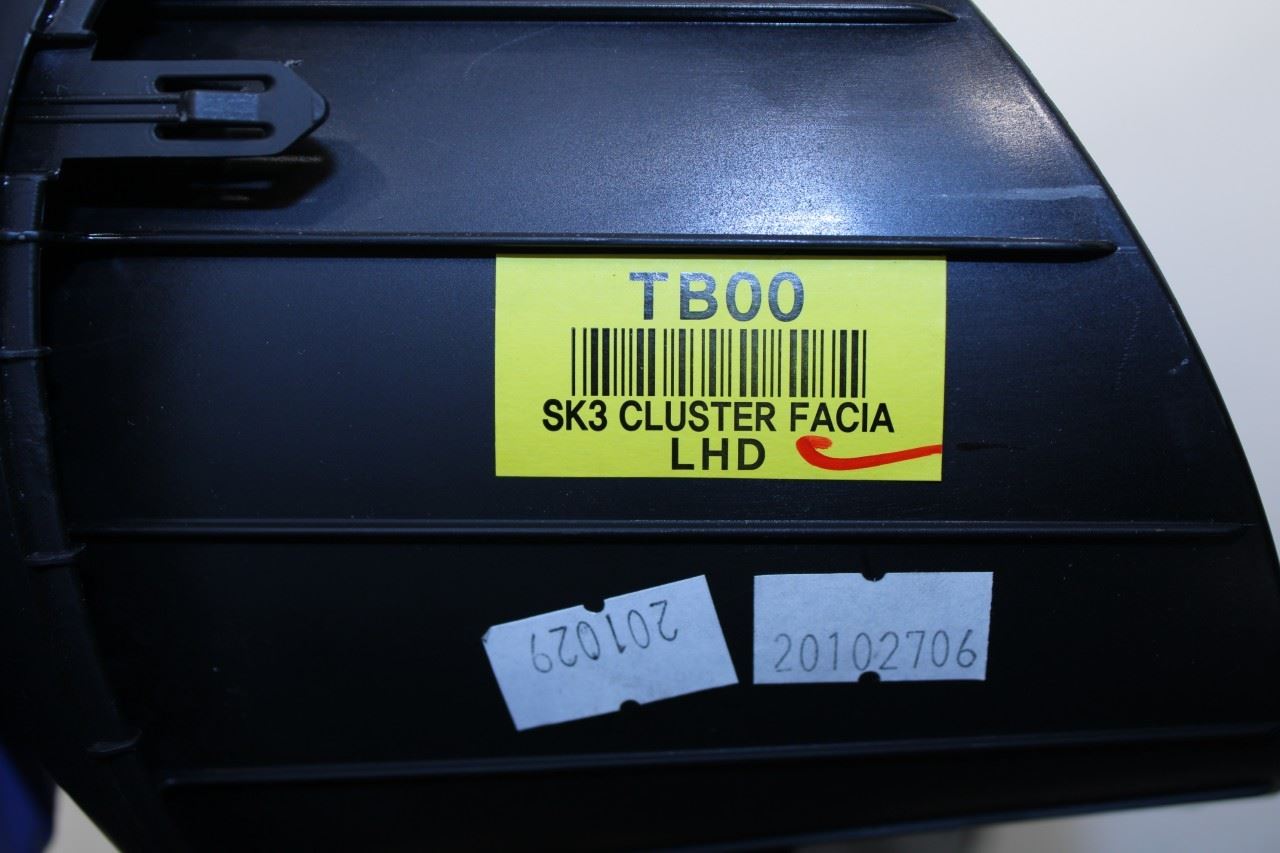 TB00
SK3 CLUSTER FACIA
LHD
201029
20102706